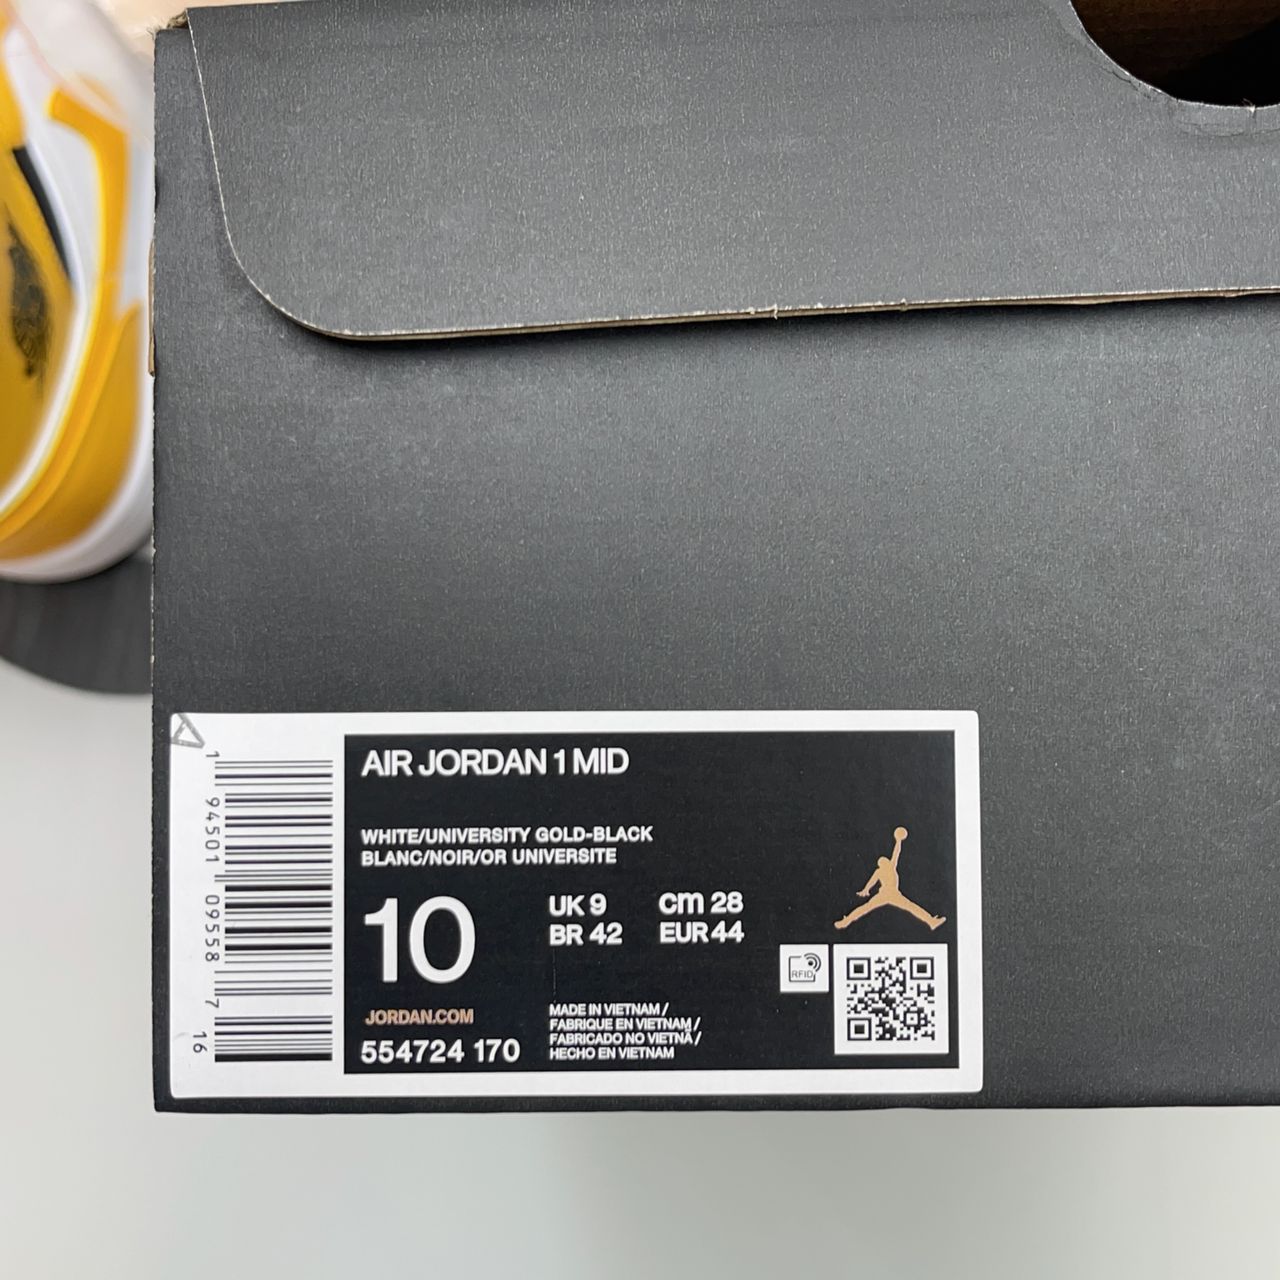 AIR JORDAN 1 MID
WHITE/UNIVERSITY GOLD-BLACK
BLANC/NOIR/OR UNIVERSITE
10
UK 9
cm 28
BR 42
EUR 44
JORDAN.COM
554724 170
MADE IN VIETNAM /
FABRIQUE EN VIETNAM /
FABRICADO NO VIETNÃ /
HECHO EN VIETNAM
RFID
1 94501 09558 7 16